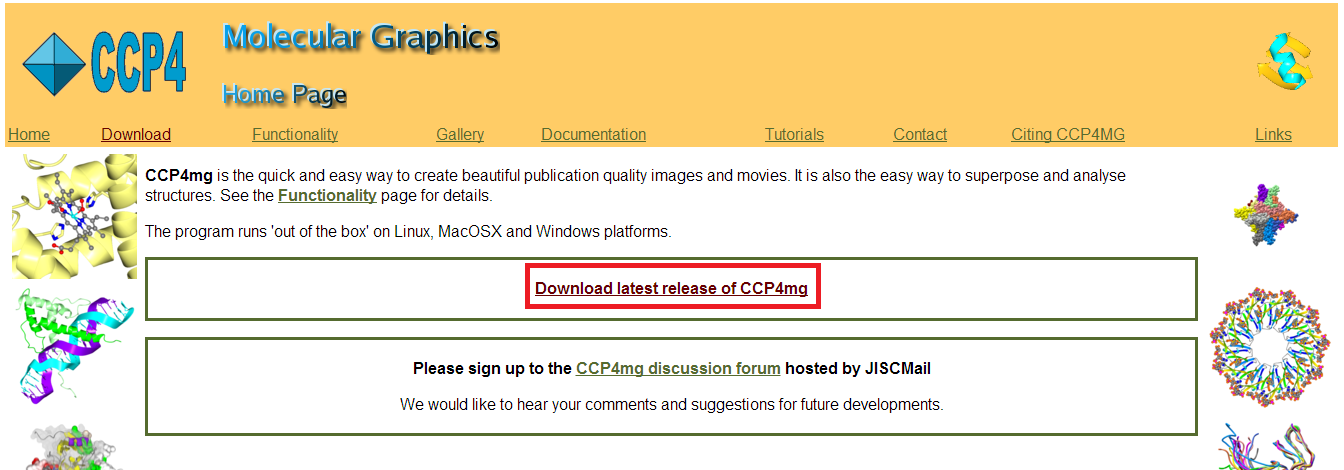 CCP4
Molecular Graphics
Home Page
Home Download Functionality Gallery Documentation Tutorials Contact Citing CCP4MG Links
CCP4mg is the quick and easy way to create beautiful publication quality images and movies. It is also the easy way to superpose and analyse
structures. See the Functionality page for details.
The program runs 'out of the box' on Linux, MacOSX and Windows platforms.
Download latest release of CCP4mg
Please sign up to the CCP4mg discussion forum hosted by JISCMail
We would like to hear your comments and suggestions for future developments.